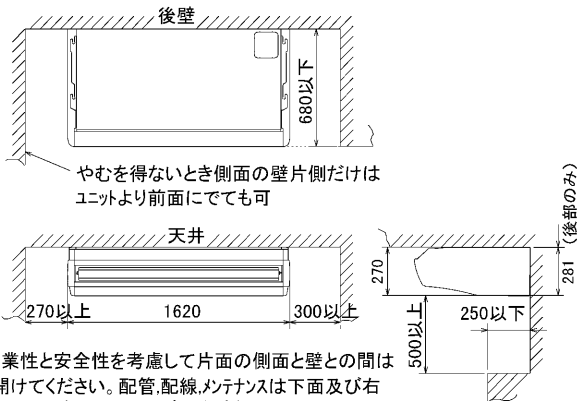 後壁
680以下
やむを得ないとき側面の壁片側だけは
ユニットより前面にでても可
天井
270以上
1620
300以上
270
281
(後部のみ)
500以上
250以下
業性と安全性を考慮して片面の側面と壁との間は
開けてください。配管,配線,メンテナンスは下面及び右